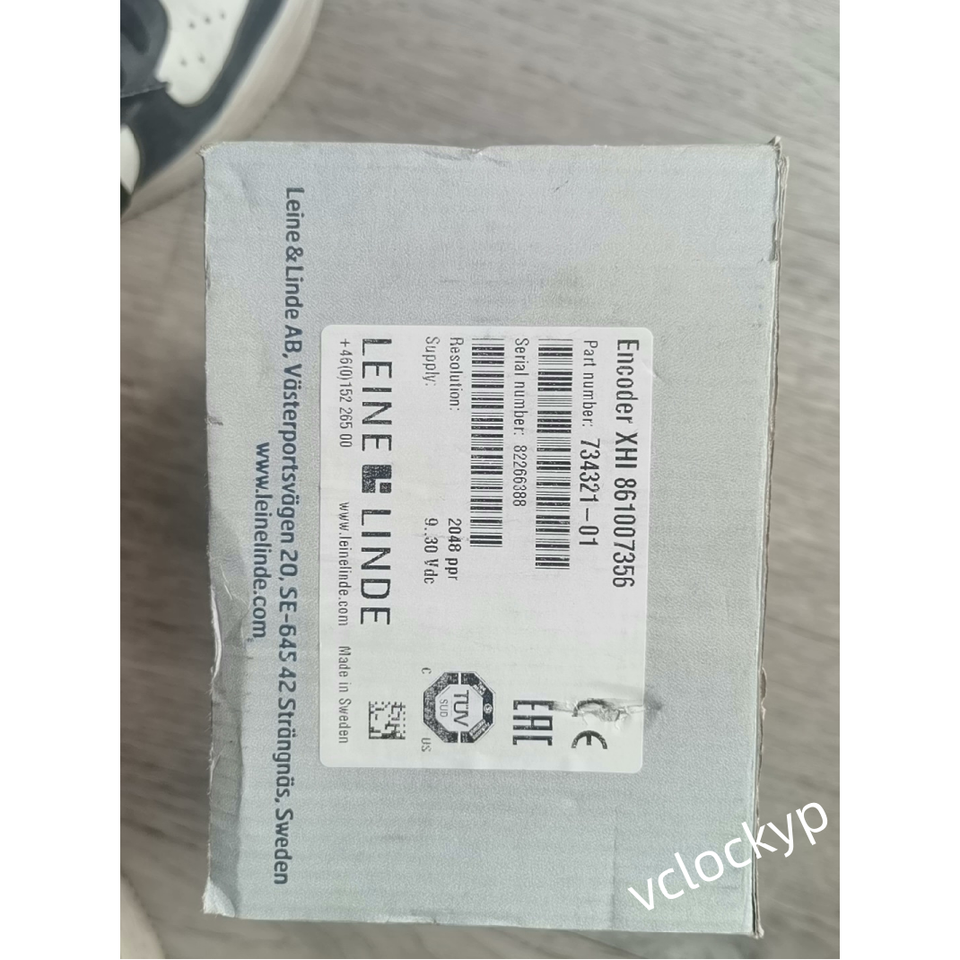 Encoder XHI 861007356
Part number: 734321-01
Serial number: 82266388
Resolution: 2048 ppr
Supply: 9..30 Vdc
CE
EAC
TÜV
SÜD
C US
LEINE LINDE
+46(0)152 265 00 www.leinelinde.com Made in Sweden
Leine & Linde AB, Västerportsvägen 20, SE-645 42 Strängnäs, Sweden
www.leinelinde.com
vclockyp